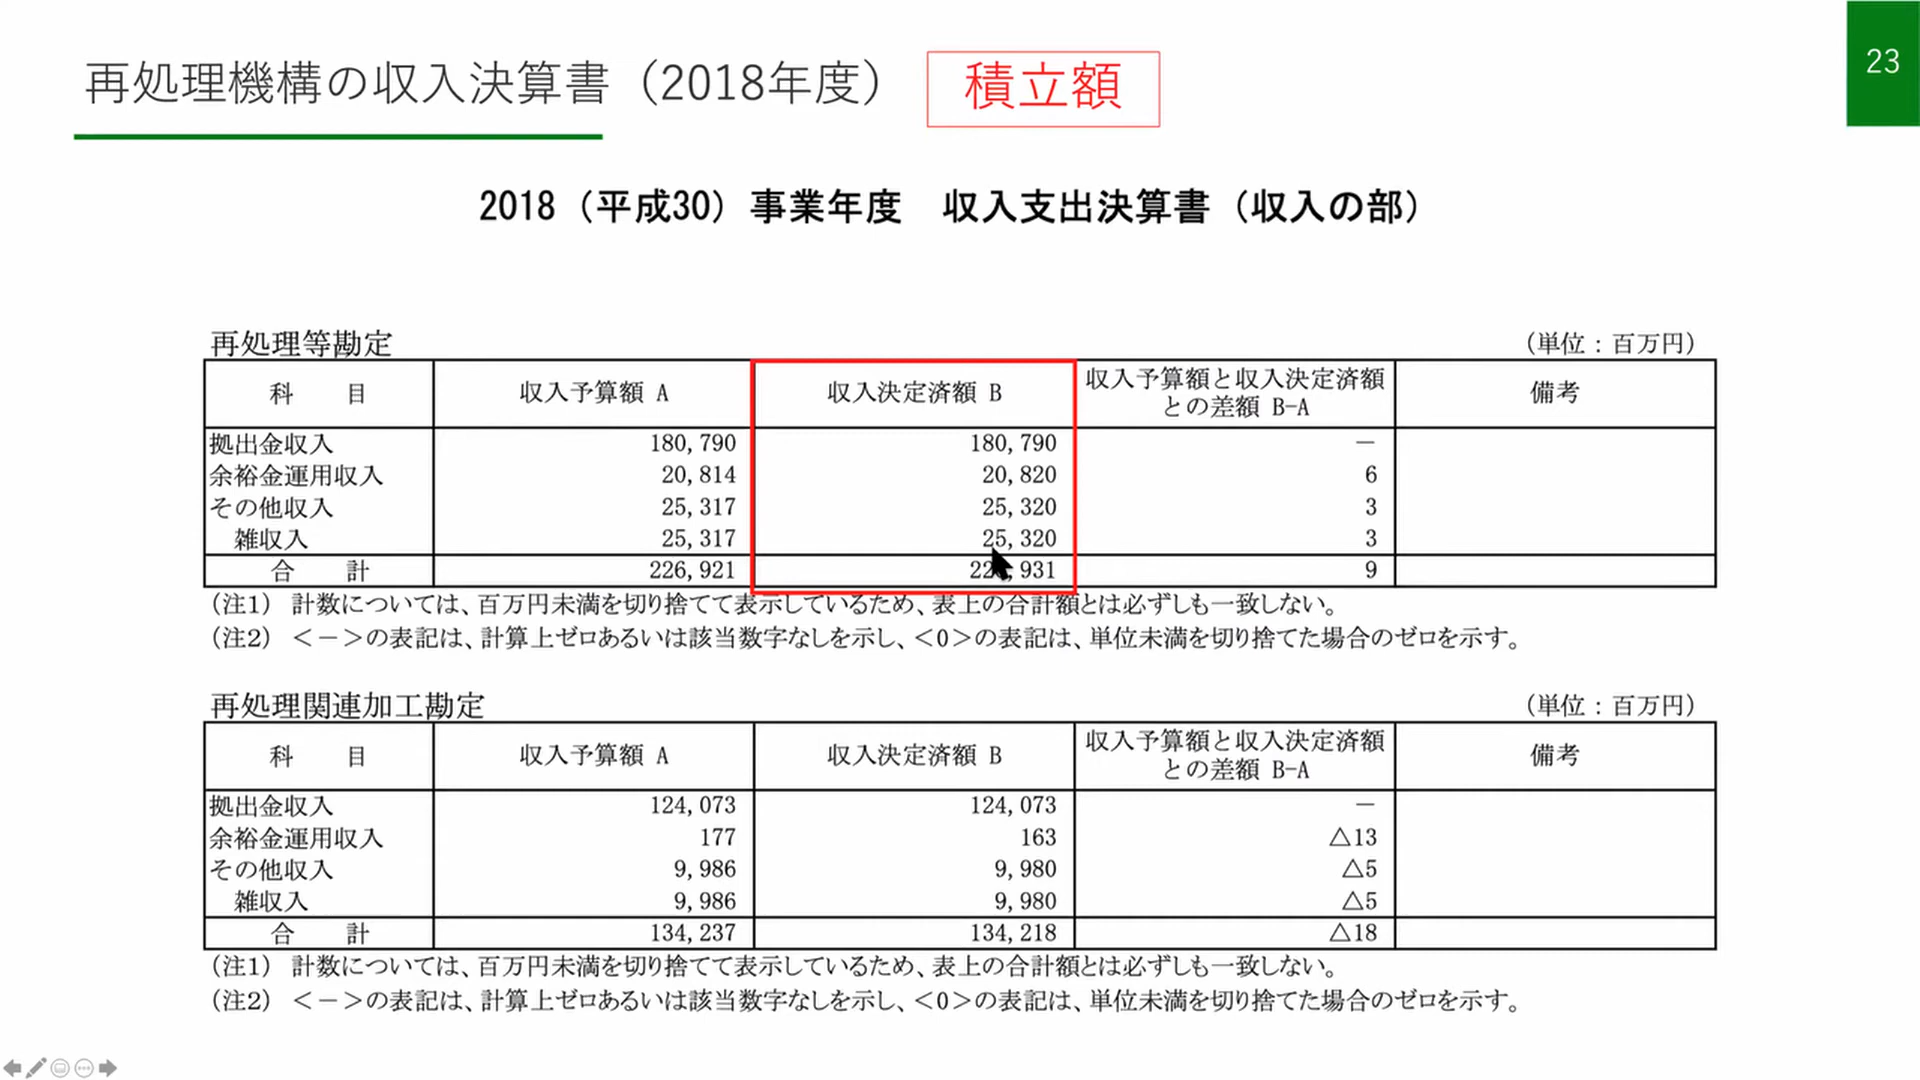 再処理機構の収入決算書（2018年度）
積立額
23
2018（平成30）事業年度　収入支出決算書（収入の部）
再処理等勘定　（単位：百万円）
科　目　収入予算額 A　収入決定済額 B　収入予算額と収入決定済額との差額 B-A　備考
拠出金収入　180,790　180,790　－
余裕金運用収入　20,814　20,820　6
その他収入　25,317　25,320　3
雑収入　25,317　25,320　3
合　計　226,921　931　9
（注1）計数については、百万円未満を切り捨てて表示しているため、表上の合計額とは必ずしも一致しない。
（注2）＜－＞の表記は、計算上ゼロあるいは該当数字なしを示し、＜0＞の表記は、単位未満を切り捨てた場合のゼロを示す。
再処理関連加工勘定　（単位：百万円）
科　目　収入予算額 A　収入決定済額 B　収入予算額と収入決定済額との差額 B-A　備考
拠出金収入　124,073　124,073　－
余裕金運用収入　177　163　△13
その他収入　9,986　9,980　△5
雑収入　9,986　9,980　△5
合　計　134,237　134,218　△18
（注1）計数については、百万円未満を切り捨てて表示しているため、表上の合計額とは必ずしも一致しない。
（注2）＜－＞の表記は、計算上ゼロあるいは該当数字なしを示し、＜0＞の表記は、単位未満を切り捨てた場合のゼロを示す。